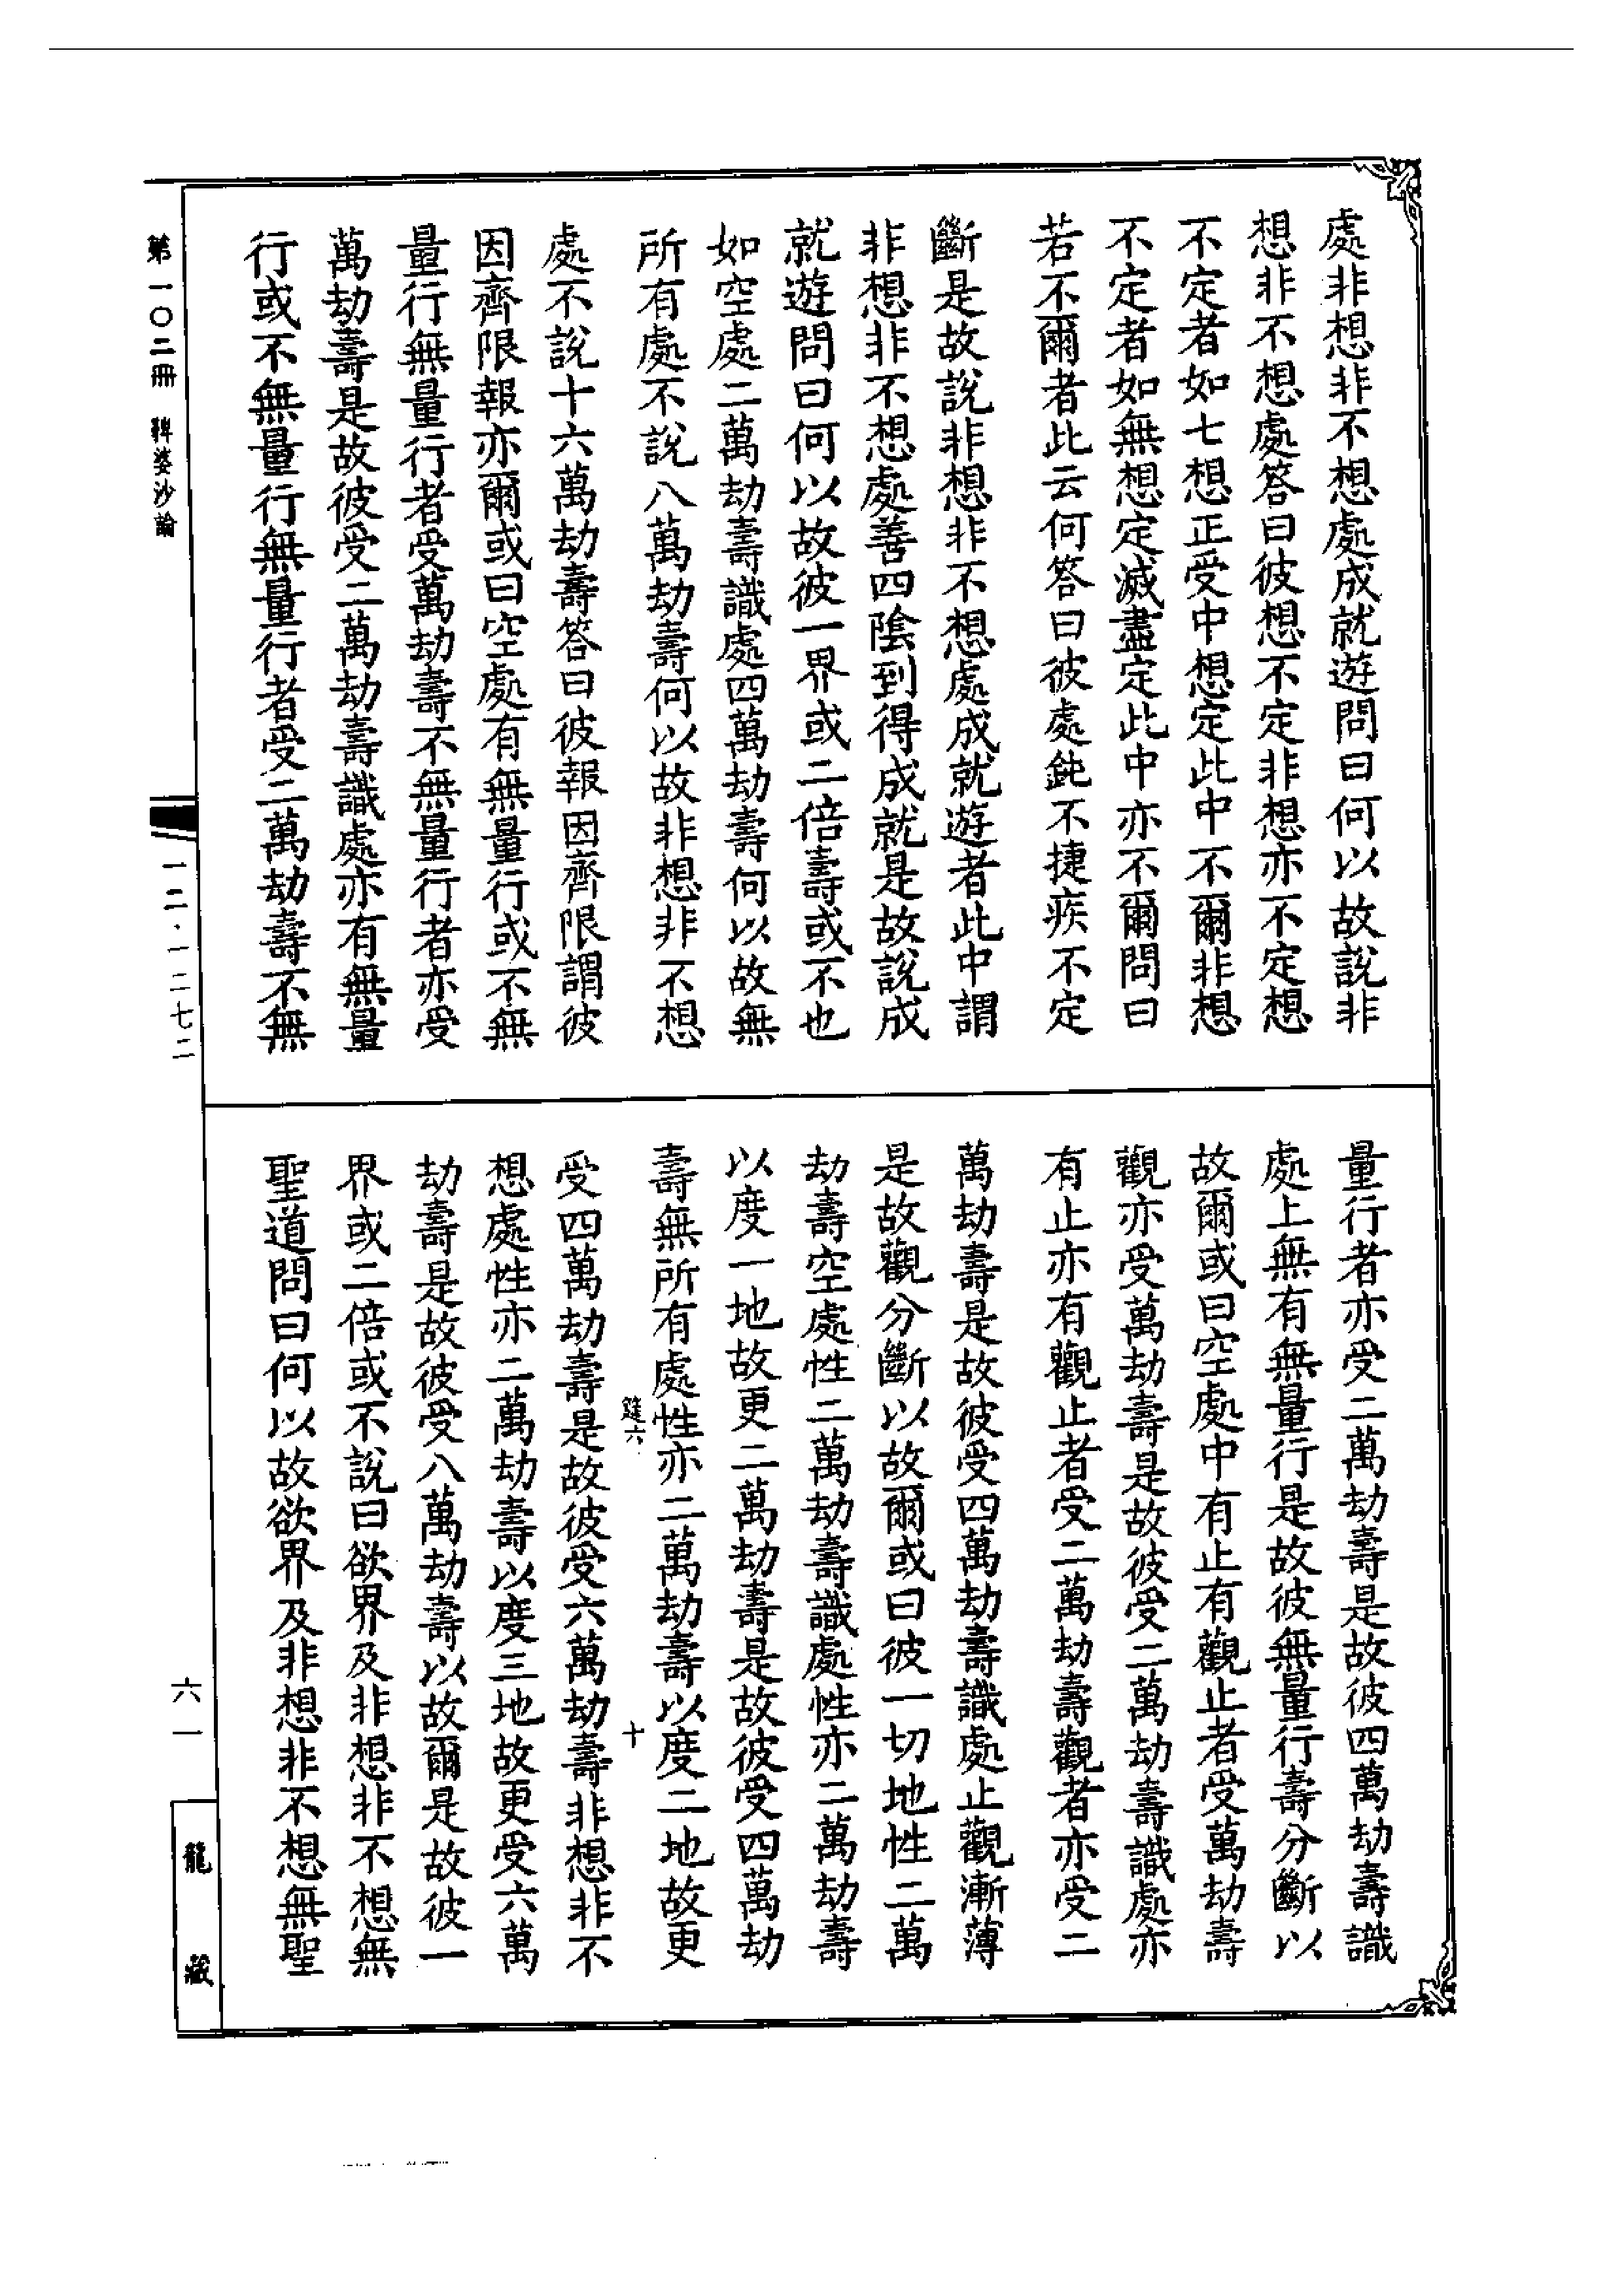 處非想非不想處成就遊問曰何以故說非
想非不想處答曰彼想不定非想亦不定想
不定者如七想正受中想定此中不爾非想
不定者如無想定滅盡定此中亦不爾問曰
若不爾者此云何答曰彼處鈍不捷疾不定
斷是故說非想非不想處成就遊者此中謂
非想非不想處善四陰到得成就是故說成
就遊問曰何以故彼一界或二倍壽或不也
如空處二萬劫壽識處四萬劫壽何以故無
所有處不說八萬劫壽何以故非想非不想
處不說十六萬劫壽答曰彼報因齊限謂彼
因齊限報亦爾或曰空處有無量行或不無
量行無量行者受萬劫壽不無量行者亦受
萬劫壽是故彼受二萬劫壽識處亦有無量
行或不無量行無量行者受二萬劫壽不無
量行者亦受二萬劫壽是故彼四萬劫壽識
處上無有無量行是故彼無量行壽分斷以
故爾或曰空處中有止有觀止者受萬劫壽
觀亦受萬劫壽是故彼受二萬劫壽識處亦
有止亦有觀止者受二萬劫壽觀者亦受二
萬劫壽是故彼受四萬劫壽識處止觀漸薄
是故觀分斷以故爾或曰彼一切地性二萬
劫壽空處性二萬劫壽識處性亦二萬劫壽
以度一地故更二萬劫壽是故彼受四萬劫
壽無所有處性亦二萬劫壽以度二地故更
筵六 十
受四萬劫壽是故彼受六萬劫壽非想非不
想處性亦二萬劫壽以度三地故更受六萬
劫壽是故彼受八萬劫壽以故爾是故彼一
界或二倍或不說曰欲界及非想非不想無
聖道問曰何以故欲界及非想非不想無聖
第一〇二冊 鞞婆沙論
一二·一二七二
六一
龍藏